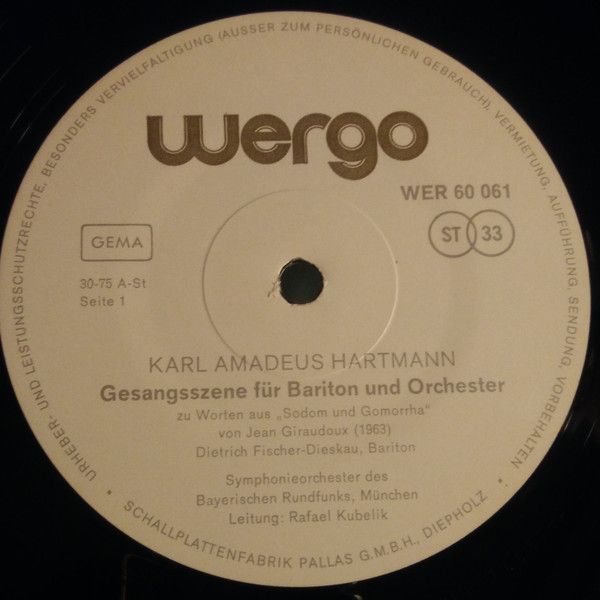 URHEBER- UND LEISTUNGSSCHUTZRECHTE, BESONDERS VERVIELFÄLTIGUNG (AUSSER ZUM PERSÖNLICHEN GEBRAUCH), VERMIETUNG, AUFFÜHRUNG, SENDUNG, VORBEHALTEN
wergo
WER 60 061
GEMA
ST 33
30-75 A-St
Seite 1
KARL AMADEUS HARTMANN
Gesangsszene für Bariton und Orchester
zu Worten aus „Sodom und Gomorrha“
von Jean Giraudoux (1963)
Dietrich Fischer-Dieskau, Bariton
Symphonieorchester des
Bayerischen Rundfunks, München
Leitung: Rafael Kubelik
• SCHALLPLATTENFABRIK PALLAS G.M.B.H., DIEPHOLZ •